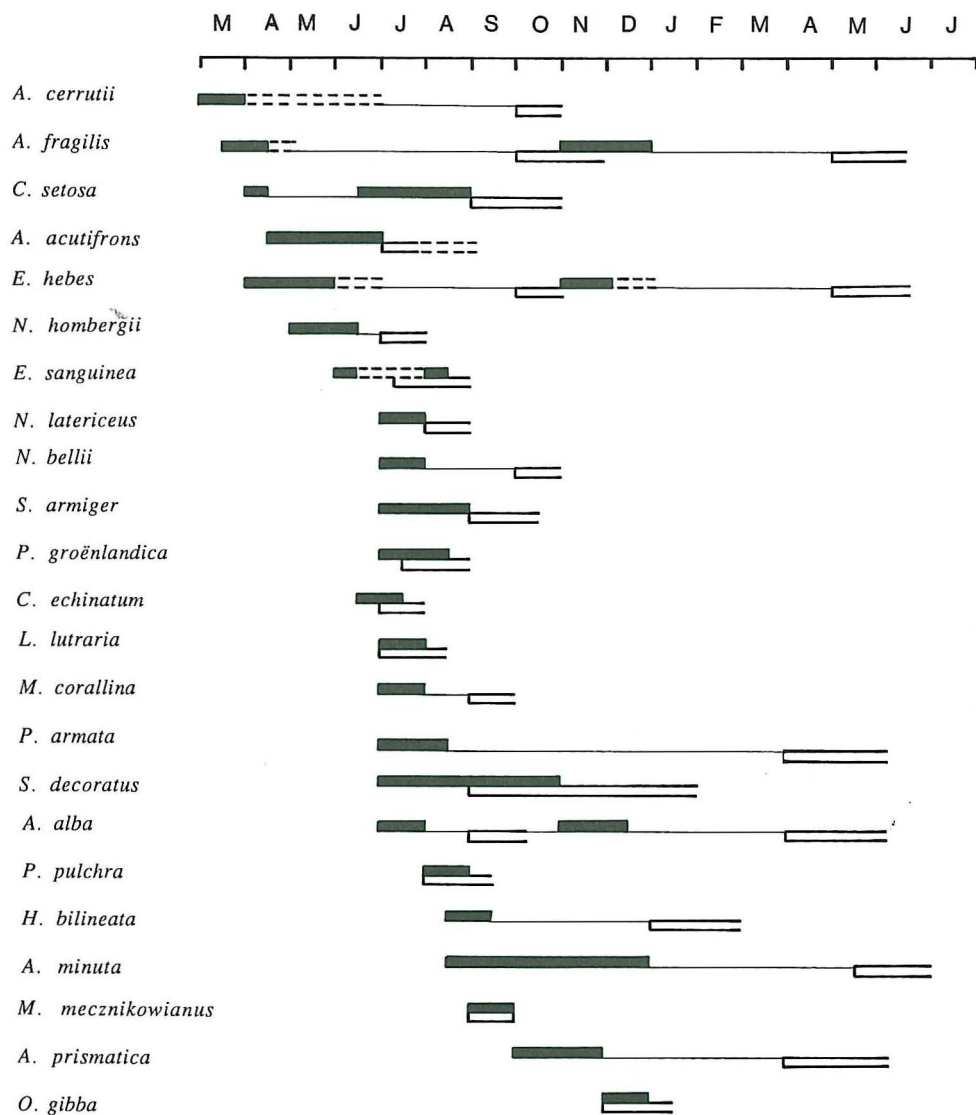 M A M J J A S O N D J F M A M J J
A. cerrutii
A. fragilis
C. setosa
A. acutifrons
E. hebes
N. hombergii
E. sanguinea
N. latericeus
N. bellii
S. armiger
P. groënlandica
C. echinatum
L. lutraria
M. corallina
P. armata
S. decoratus
A. alba
P. pulchra
H. bilineata
A. minuta
M. mecznikowianus
A. prismatica
O. gibba